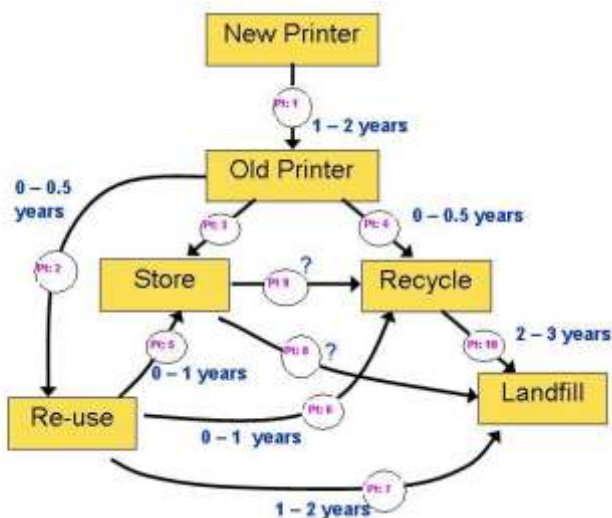 New Printer
Pt: 1
1 – 2 years
Old Printer
0 – 0.5
years
Pt: 3
Pt: 4
0 – 0.5 years
Pt: 2
?
Store
Pt 9
Recycle
Pt: 5
Pt: 8
?
Pt: 10
2 – 3 years
0 – 1 years
Landfill
Re-use
Pt: 6
0 – 1 years
Pt: 7
1 – 2 years